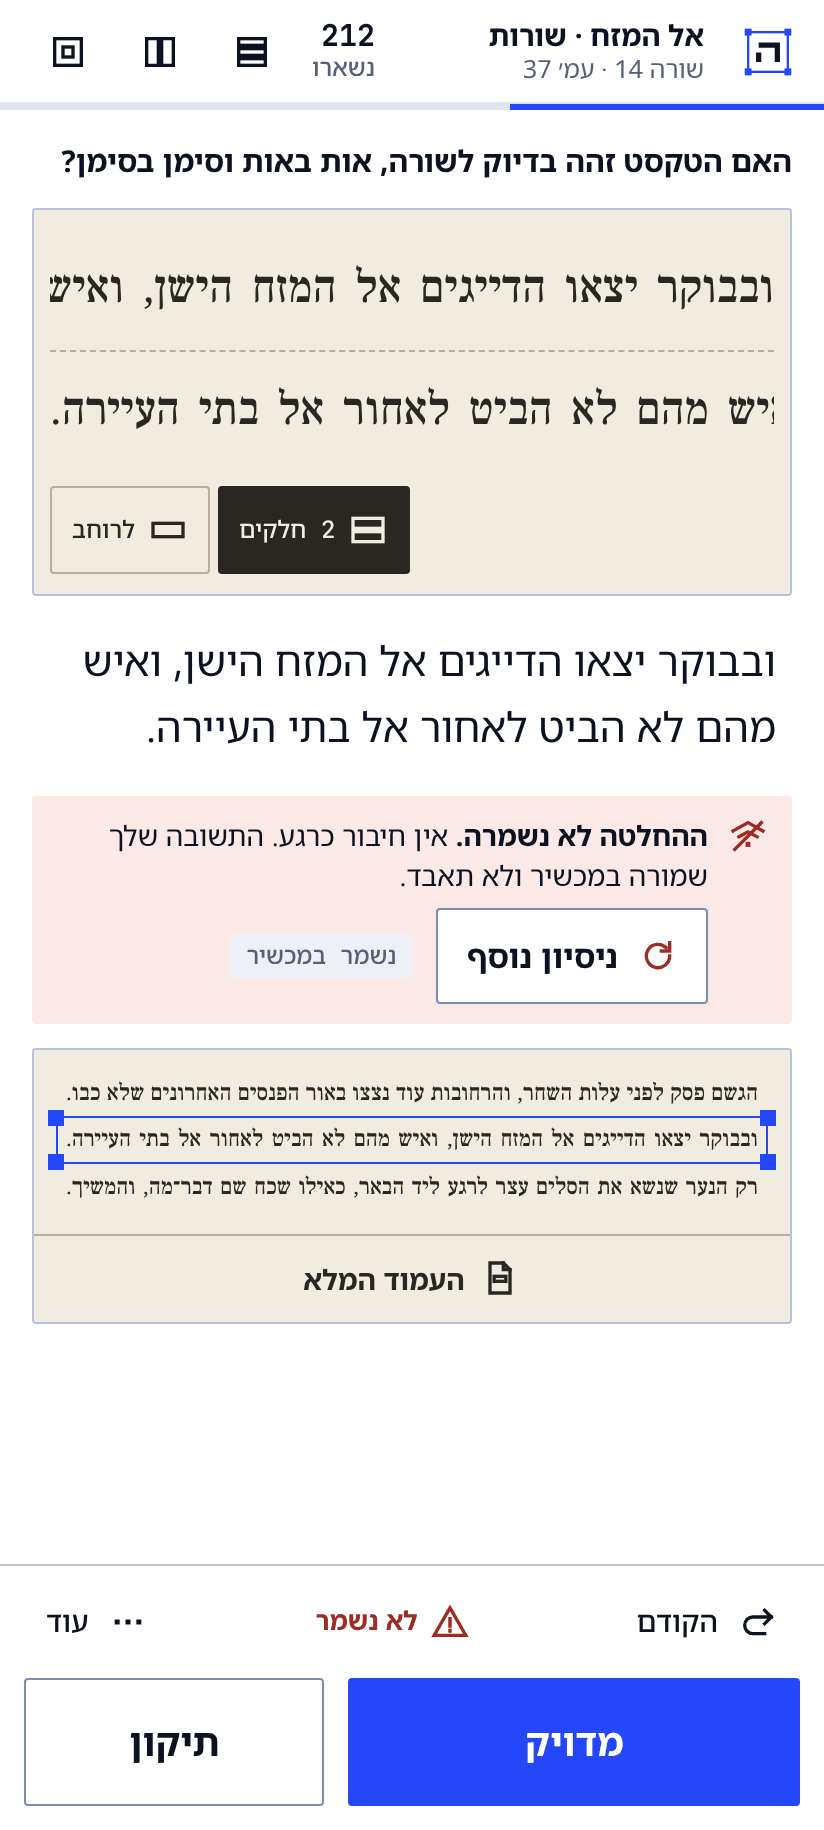 ה
אל המזח · שורות
שורה 14 · עמ׳ 37
212
נשארו
האם הטקסט זהה בדיוק לשורה, אות באות וסימן בסימן?
ובבוקר יצאו הדייגים אל המזח הישן, ואיש
איש מהם לא הביט לאחור אל בתי העיירה.
2 חלקים
לרוחב
ובבוקר יצאו הדייגים אל המזח הישן, ואיש
מהם לא הביט לאחור אל בתי העיירה.
ההחלטה לא נשמרה. אין חיבור כרגע. התשובה שלך
שמורה במכשיר ולא תאבד.
ניסיון נוסף
נשמר במכשיר
הגשם פסק לפני עלות השחר, והרחובות עוד נצצו באור הפנסים האחרונים שלא כבו.
ובבוקר יצאו הדייגים אל המזח הישן, ואיש מהם לא הביט לאחור אל בתי העיירה.
רק הנער שנשא את הסלים עצר לרגע ליד הבאר, כאילו שכח שם דבר־מה, והמשיך.
העמוד המלא
הקודם
לא נשמר
עוד
מדויק
תיקון